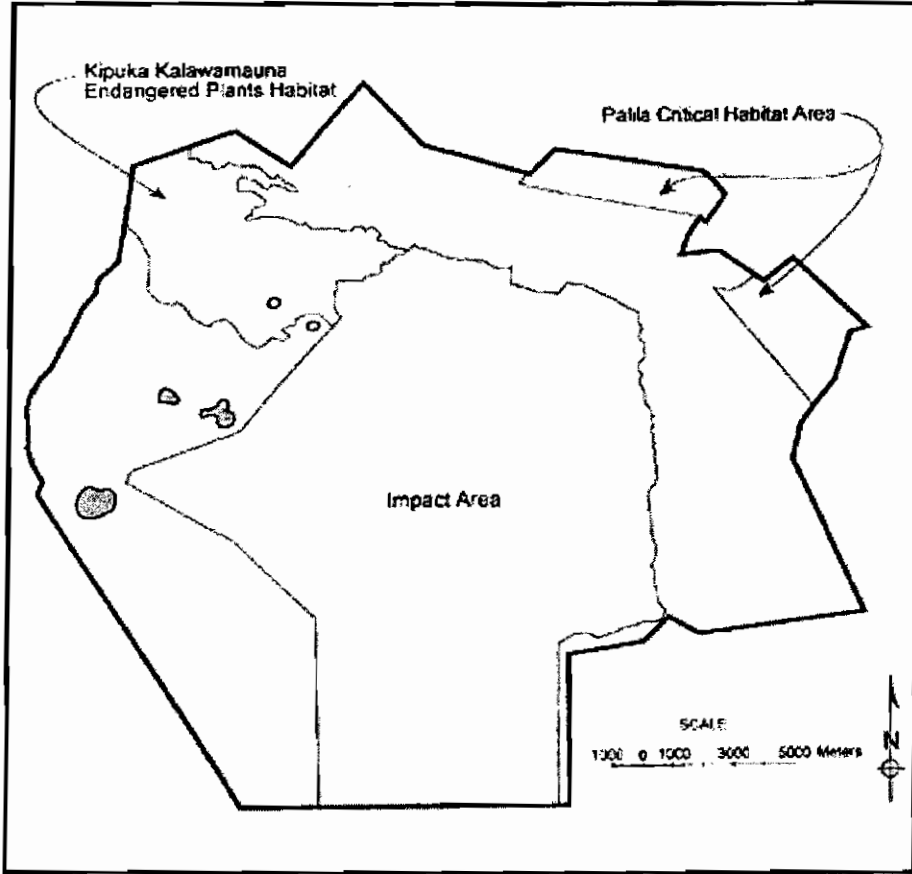 Kipuka Kalawamauna
Endangered Plants Habitat
Palila Critical Habitat Area
Impact Area
SCALE
1000 0 1000 3000 5000 Meters
N